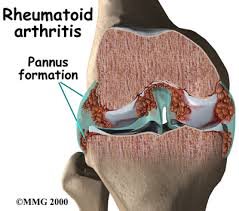 Rheumatoid
arthritis
Pannus
formation
©MMG 2000